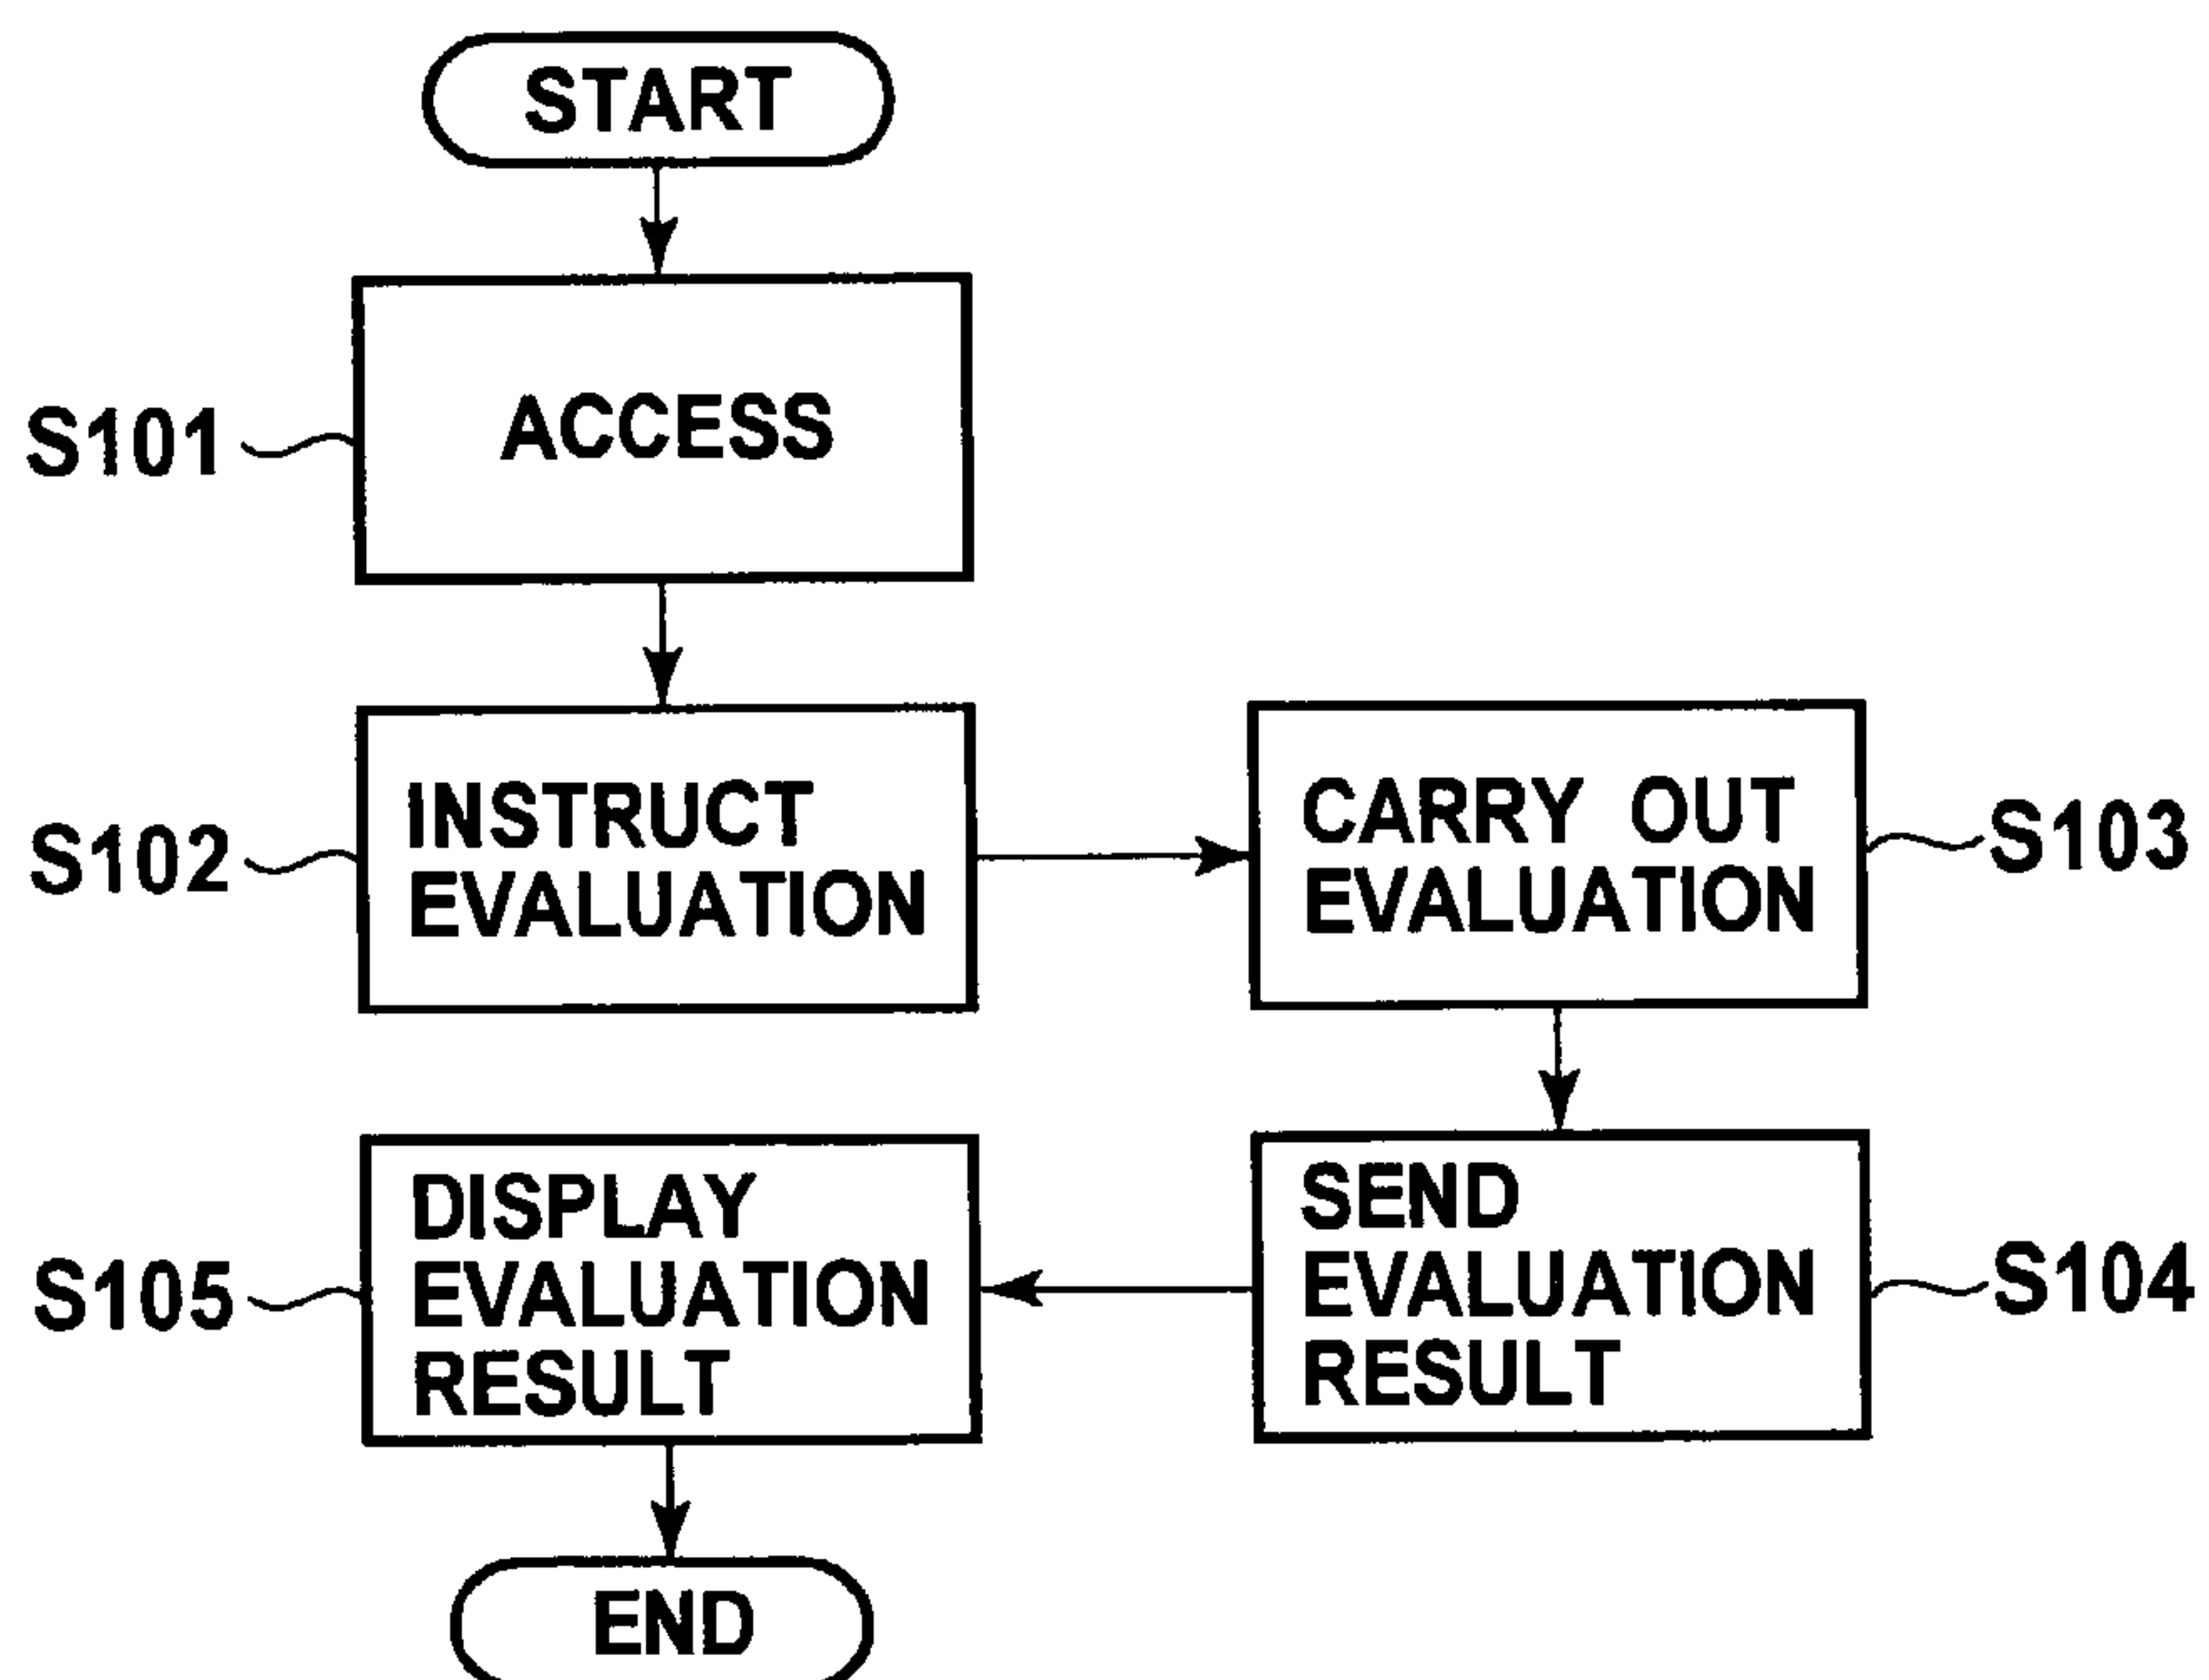 START
S101
ACCESS
S102
INSTRUCT
EVALUATION
CARRY OUT
EVALUATION
S103
S105
DISPLAY
EVALUATION
RESULT
SEND
EVALUATION
RESULT
S104
END